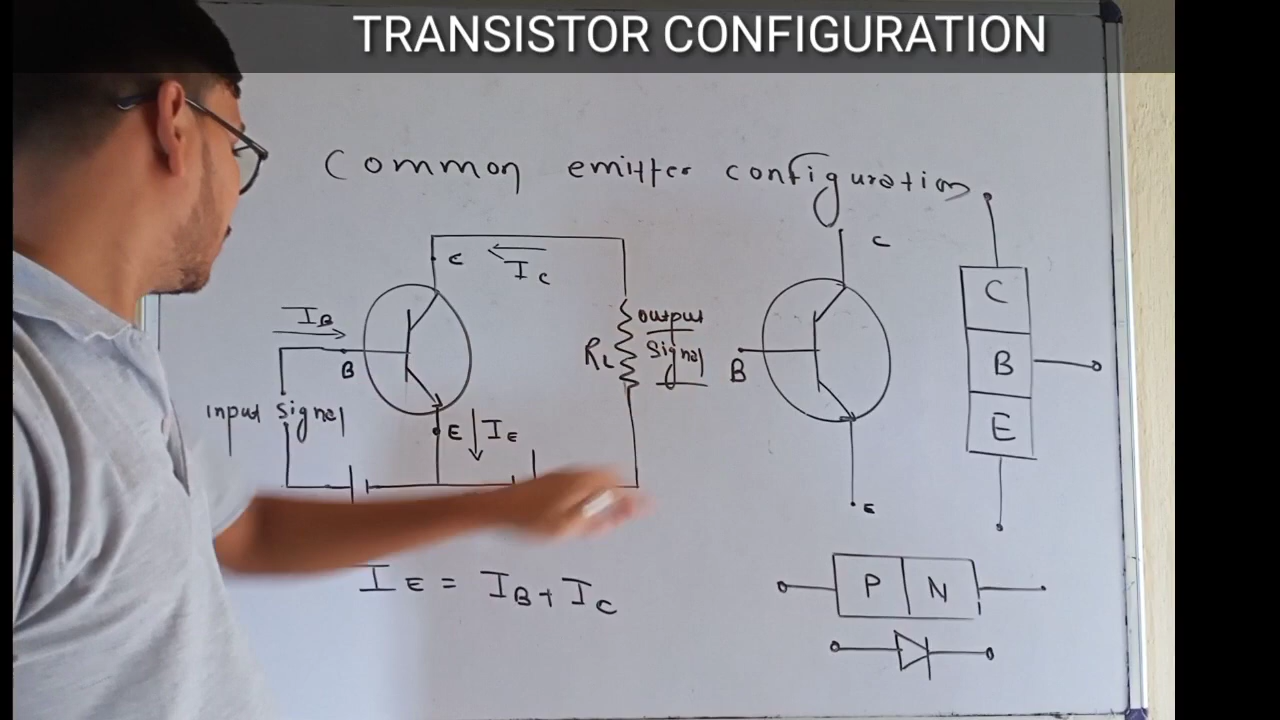 TRANSISTOR CONFIGURATION
Common emitter configuration
C
I_C
I_B
B
Input Signal
E
I_E
R_L
output
Signal
I_E = I_B + I_C
C
B
E
C
B
E
P N